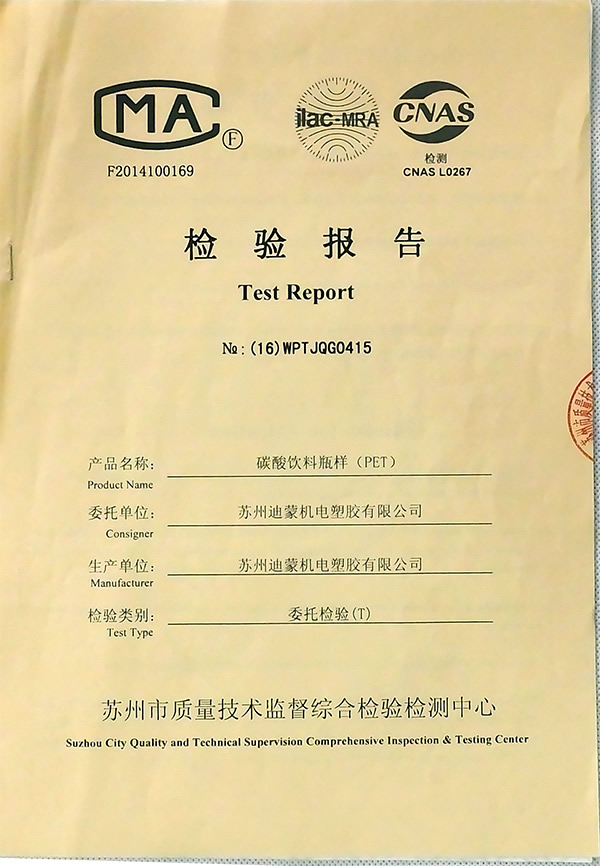 CMA
F
F2014100169
ilac-MRA
CNAS
检测
CNAS L0267
检验报告
Test Report
№:(16)WPTJQG0415
产品名称: 碳酸饮料瓶样（PET）
Product Name
委托单位: 苏州迪蒙机电塑胶有限公司
Consigner
生产单位: 苏州迪蒙机电塑胶有限公司
Manufacturer
检验类别: 委托检验(T)
Test Type
苏州市质量技术监督综合检验检测中心
Suzhou City Quality and Technical Supervision Comprehensive Inspection & Testing Center